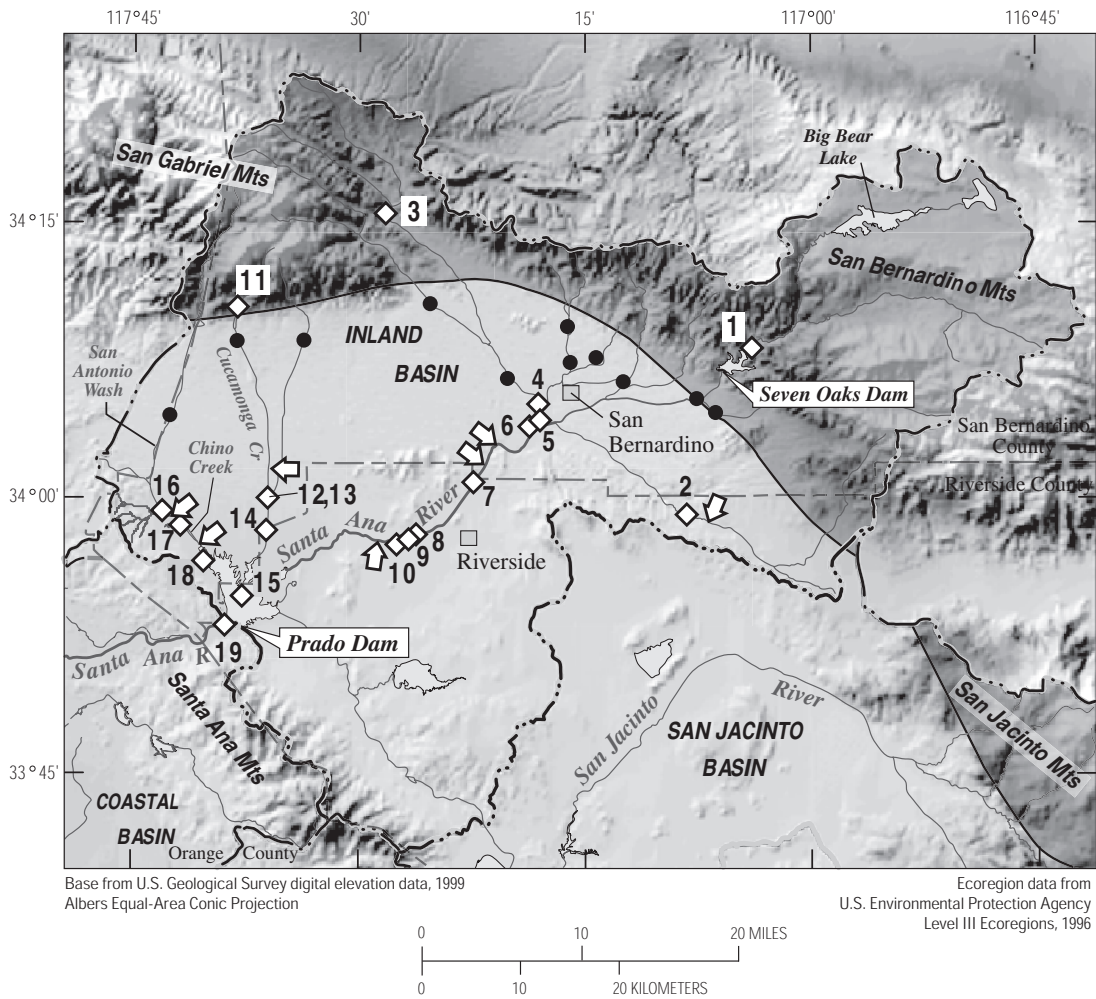 117°45'
30'
15'
117°00'
116°45'
34°15'
34°00'
33°45'
San Gabriel Mts
Big Bear
Lake
3
San Bernardino Mts
11
1
INLAND
BASIN
San
Antonio
Wash
Cucamonga Cr
Seven Oaks Dam
4
6
5
San
Bernardino
San Bernardino
County
Riverside County
Chino
Creek
16
12,13
7
2
14
17
Santa Ana River
8
9
10
Riverside
18
15
Prado Dam
19
Santa Ana R
Santa Ana Mts
San Jacinto River
SAN JACINTO
BASIN
San Jacinto Mts
COASTAL
BASIN
Orange County
Base from U.S. Geological Survey digital elevation data, 1999
Albers Equal-Area Conic Projection
Ecoregion data from
U.S. Environmental Protection Agency
Level III Ecoregions, 1996
0 10 20 MILES
0 10 20 KILOMETERS